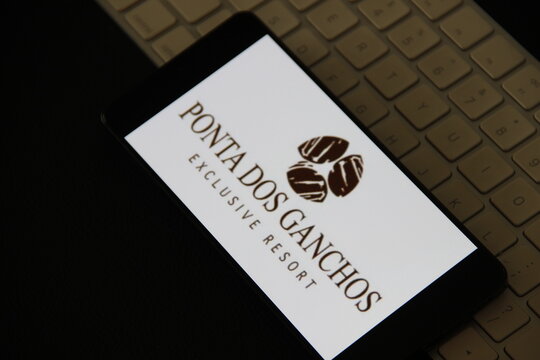 PONTA DOS GANCHOS
EXCLUSIVE RESORT